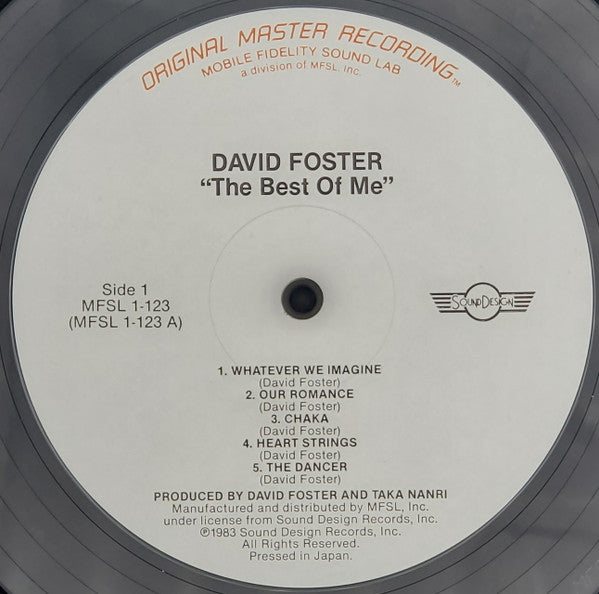 ORIGINAL MASTER RECORDING™
MOBILE FIDELITY SOUND LAB
a division of MFSL, Inc.
DAVID FOSTER
“The Best Of Me”
Side 1
MFSL 1-123
(MFSL 1-123 A)
SOUNDDESIGN
1. WHATEVER WE IMAGINE
(David Foster)
2. OUR ROMANCE
(David Foster)
3. CHAKA
(David Foster)
4. HEART STRINGS
(David Foster)
5. THE DANCER
(David Foster)
PRODUCED BY DAVID FOSTER AND TAKA NANRI
Manufactured and distributed by MFSL, Inc.
under license from Sound Design Records, Inc.
℗1983 Sound Design Records, Inc.
All Rights Reserved.
Pressed in Japan.